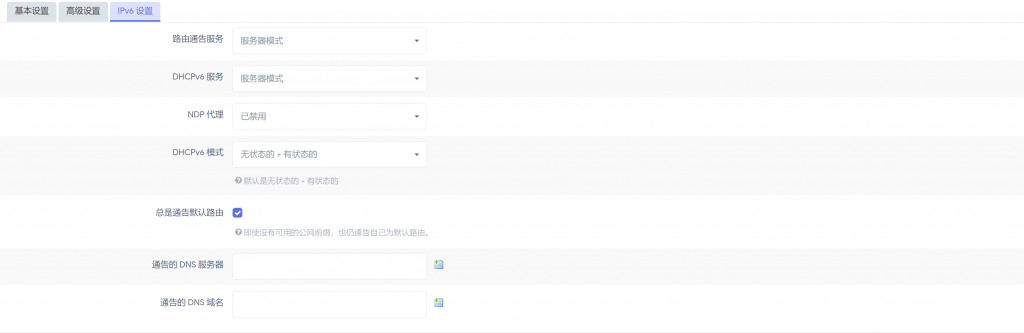 基本设置 高级设置 IPv6 设置
路由通告服务 服务器模式
DHCPv6 服务 服务器模式
NDP 代理 已禁用
DHCPv6 模式 无状态的 + 有状态的
默认是无状态的 + 有状态的
总是通告默认路由
即使没有可用的公网前缀，也仍通告自己为默认路由。
通告的 DNS 服务器
通告的 DNS 域名